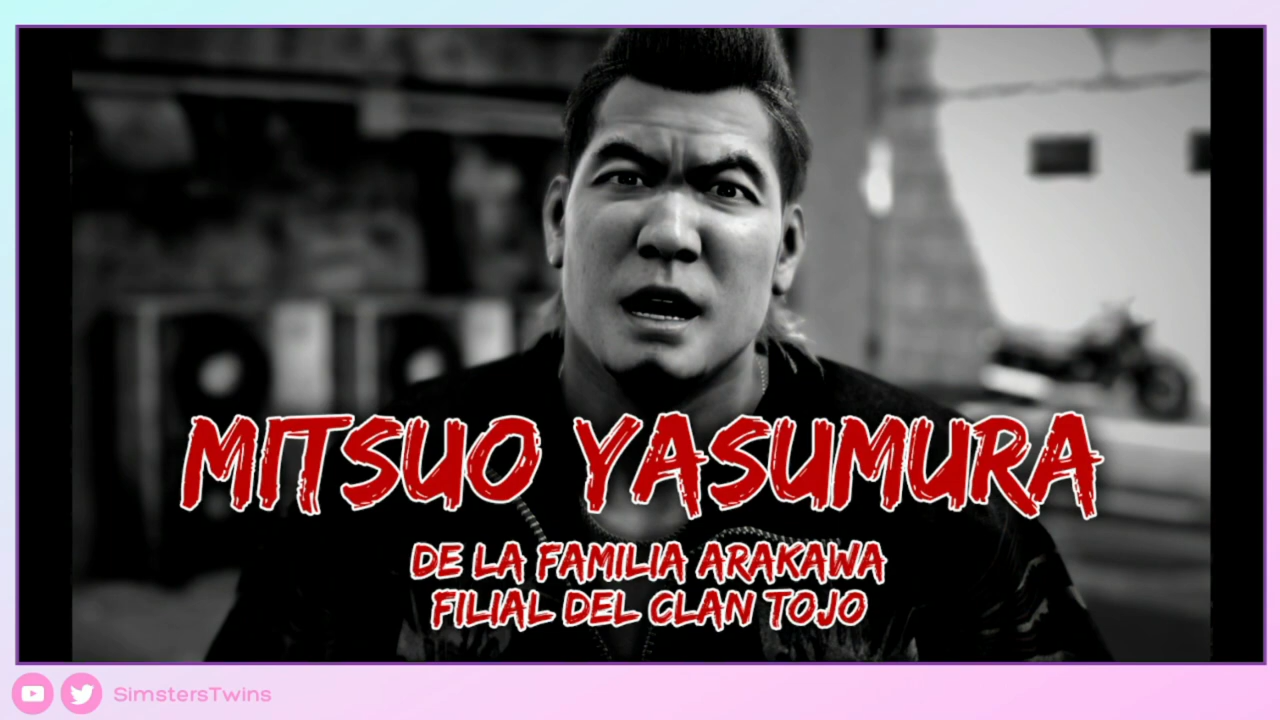 MITSUO YASUMURA
DE LA FAMILIA ARAKAWA
FILIAL DEL CLAN TOJO
SimstersTwins